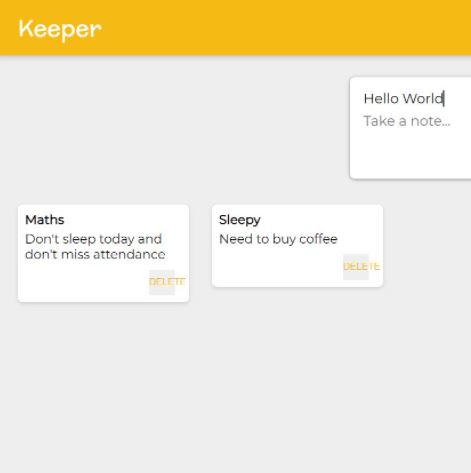 Keeper
Hello World
Take a note...
Maths
Don't sleep today and
don't miss attendance
DELETE
Sleepy
Need to buy coffee
DELETE